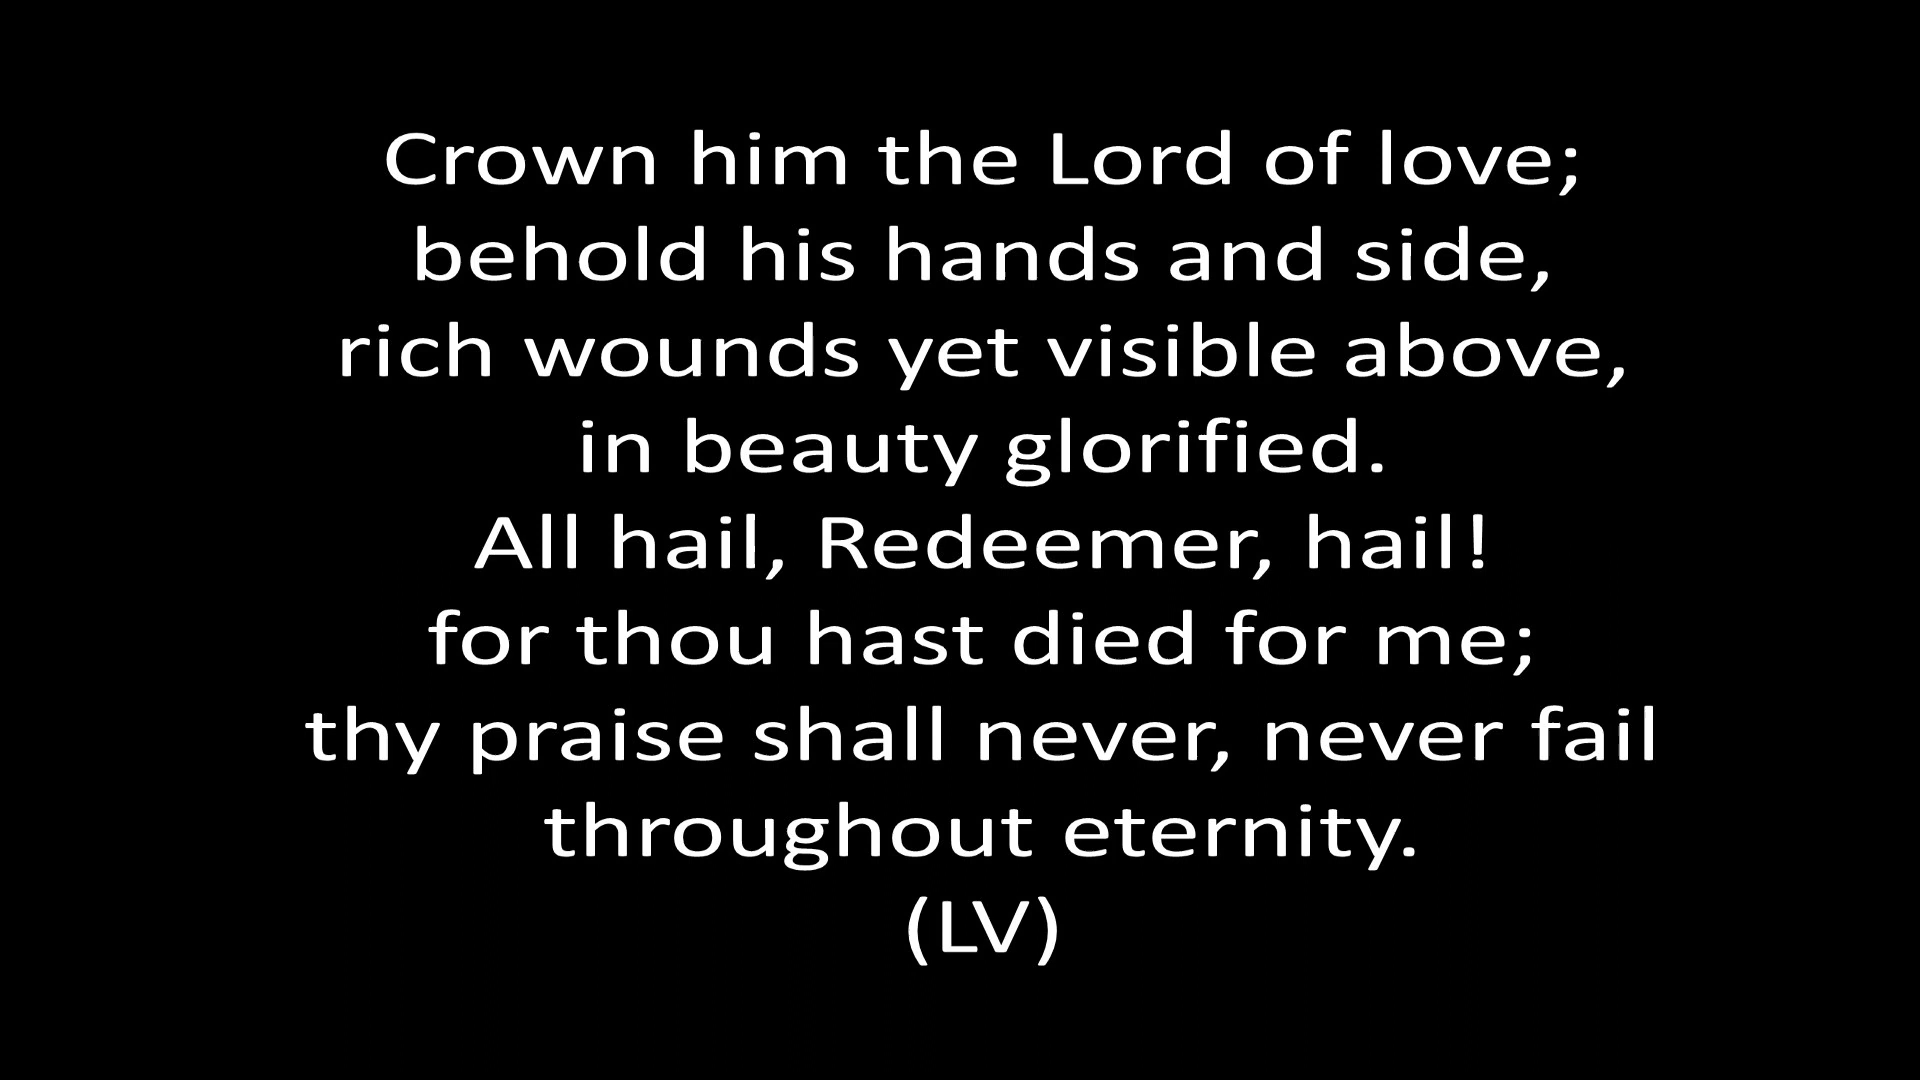 Crown him the Lord of love;
behold his hands and side,
rich wounds yet visible above,
in beauty glorified.
All hail, Redeemer, hail!
for thou hast died for me;
thy praise shall never, never fail
throughout eternity.
(LV)